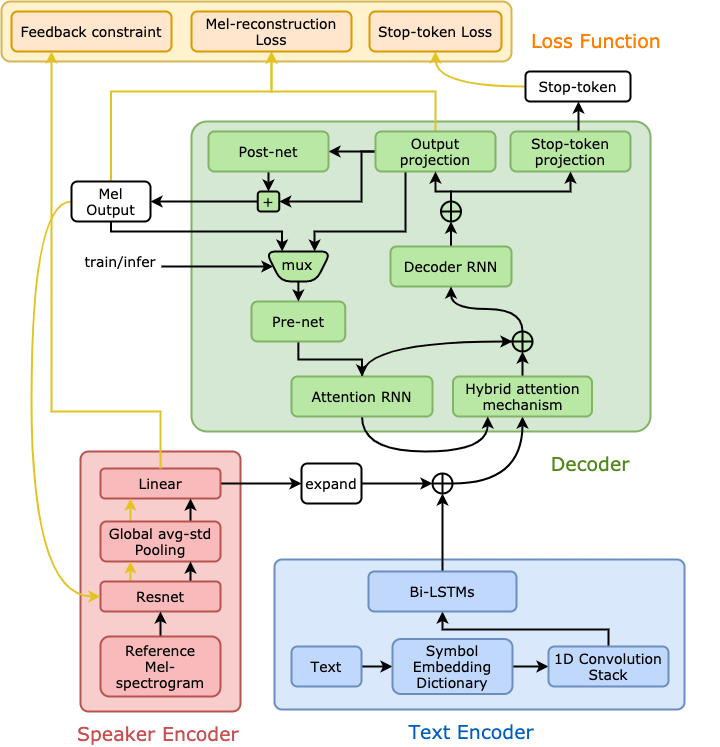 Feedback constraint
Mel-reconstruction
Loss
Stop-token Loss
Loss Function
Stop-token
Post-net
Output
projection
Stop-token
projection
Mel
Output
+
train/infer
mux
Decoder RNN
Pre-net
Attention RNN
Hybrid attention
mechanism
Decoder
Linear
expand
Global avg-std
Pooling
Resnet
Reference
Mel-
spectrogram
Speaker Encoder
Bi-LSTMs
Text
Symbol
Embedding
Dictionary
1D Convolution
Stack
Text Encoder